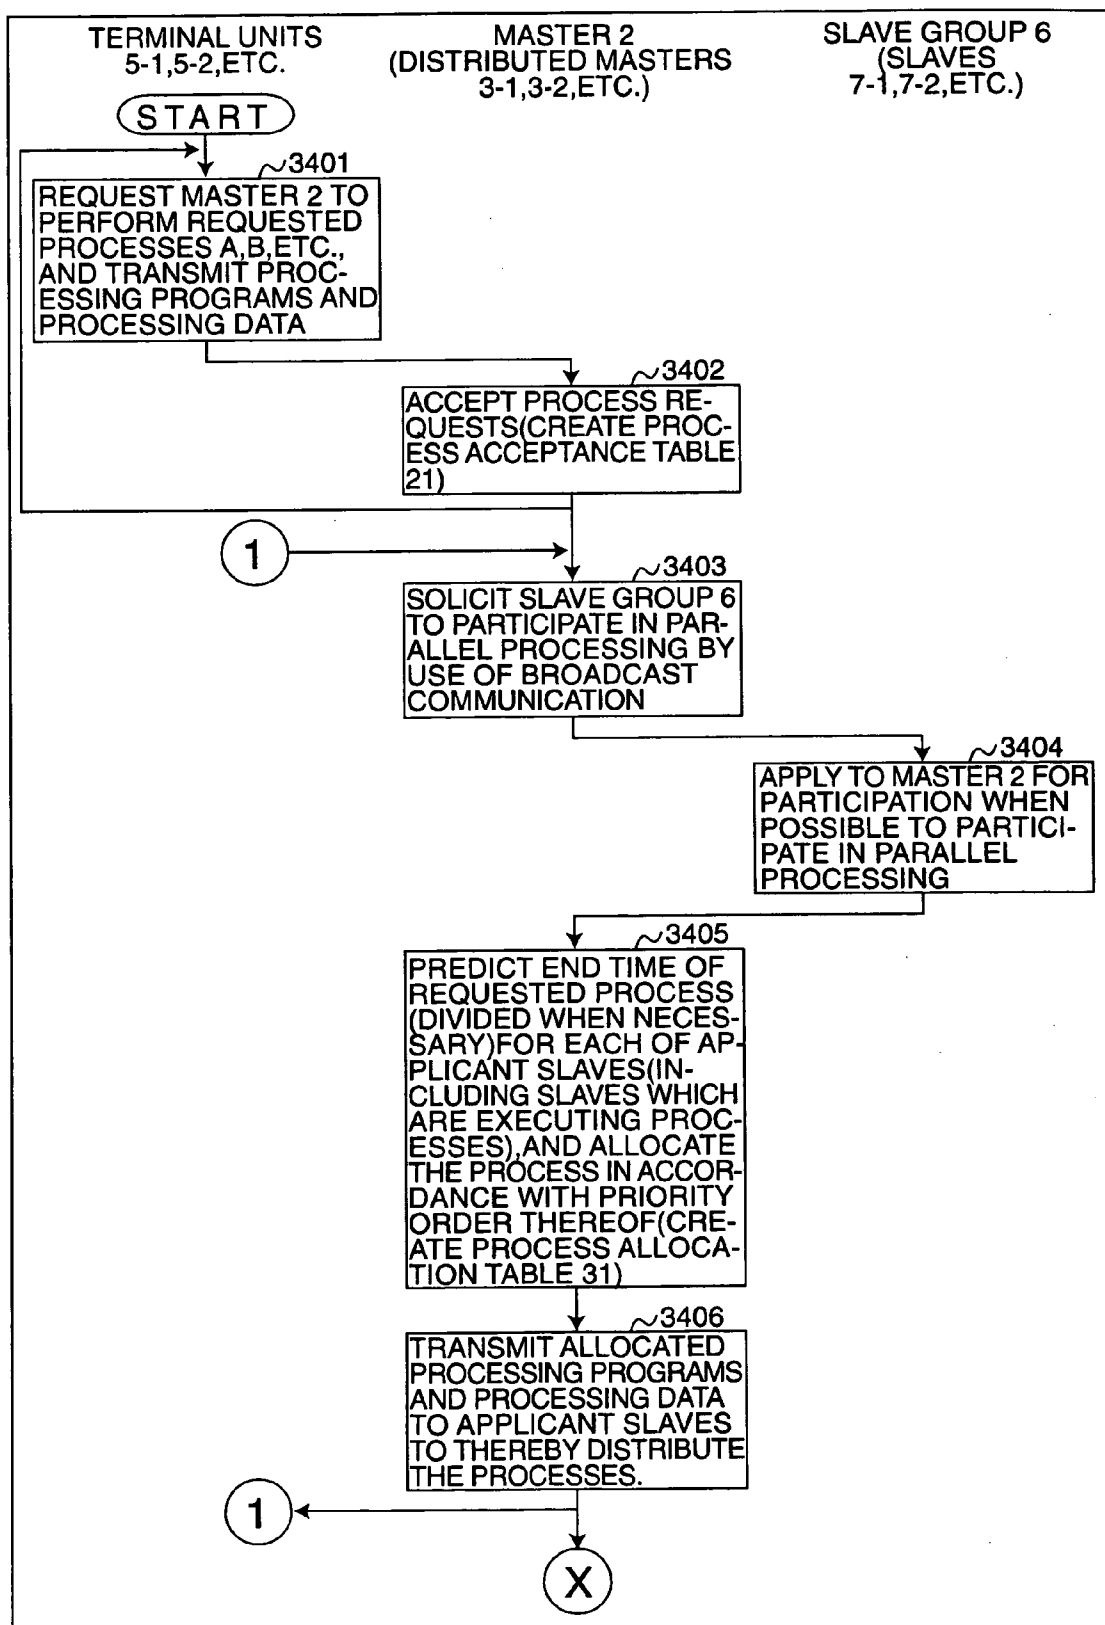 TERMINAL UNITS
5-1,5-2,ETC.
MASTER 2
(DISTRIBUTED MASTERS
3-1,3-2,ETC.)
SLAVE GROUP 6
(SLAVES
7-1,7-2,ETC.)
START
3401
REQUEST MASTER 2 TO
PERFORM REQUESTED
PROCESSES A,B,ETC.,
AND TRANSMIT PROC-
ESSING PROGRAMS AND
PROCESSING DATA
3402
ACCEPT PROCESS RE-
QUESTS(CREATE PROC-
ESS ACCEPTANCE TABLE
21)
1
3403
SOLICIT SLAVE GROUP 6
TO PARTICIPATE IN PAR-
ALLEL PROCESSING BY
USE OF BROADCAST
COMMUNICATION
3404
APPLY TO MASTER 2 FOR
PARTICIPATION WHEN
POSSIBLE TO PARTICI-
PATE IN PARALLEL
PROCESSING
3405
PREDICT END TIME OF
REQUESTED PROCESS
(DIVIDED WHEN NECES-
SARY)FOR EACH OF AP-
PLICANT SLAVES(IN-
CLUDING SLAVES WHICH
ARE EXECUTING PROC-
ESSES),AND ALLOCATE
THE PROCESS IN ACCOR-
DANCE WITH PRIORITY
ORDER THEREOF(CRE-
ATE PROCESS ALLOCA-
TION TABLE 31)
3406
TRANSMIT ALLOCATED
PROCESSING PROGRAMS
AND PROCESSING DATA
TO APPLICANT SLAVES
TO THEREBY DISTRIBUTE
THE PROCESSES.
1
X